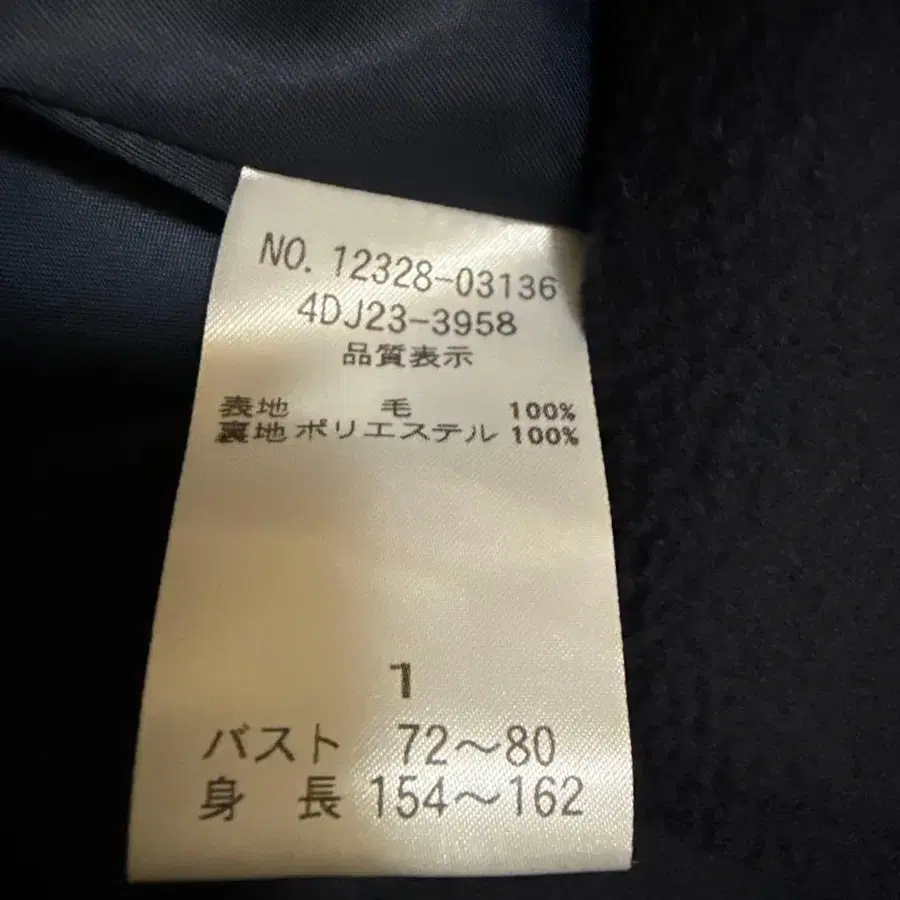 NO. 12328-03136
4DJ23-3958
品質表示
表地 毛 100%
裏地 ポリエステル 100%
1
バスト 72～80
身長 154～162